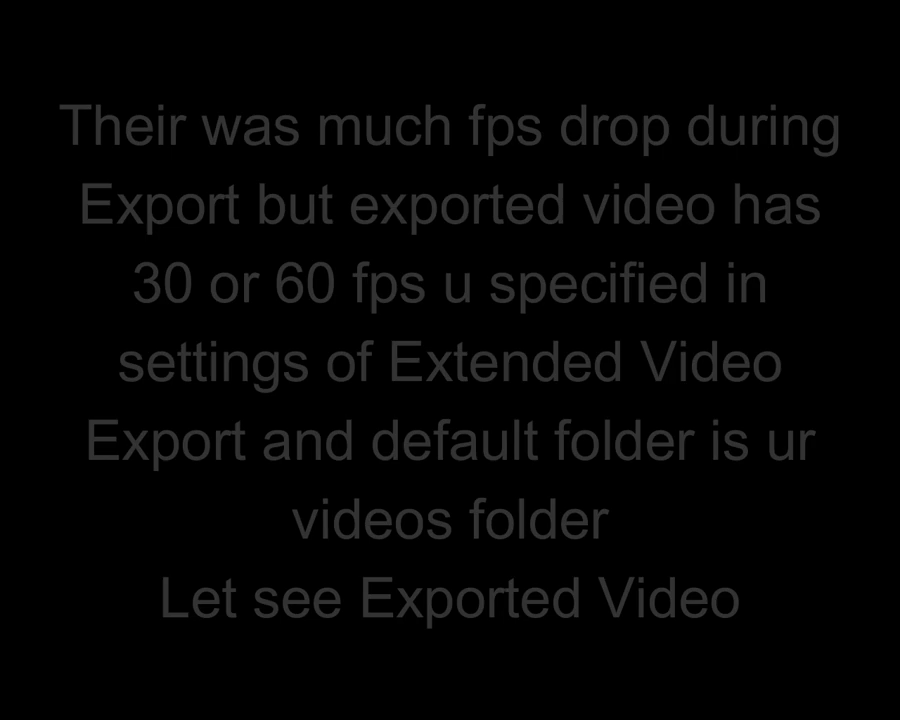 Their was much fps drop during
Export but exported video has
30 or 60 fps u specified in
settings of Extended Video
Export and default folder is ur
videos folder
Let see Exported Video